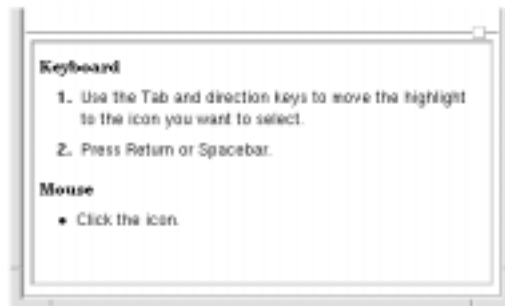 Keyboard
1. Use the Tab and direction keys to move the highlight
to the icon you want to select.
2. Press Return or Spacebar.
Mouse
• Click the icon.